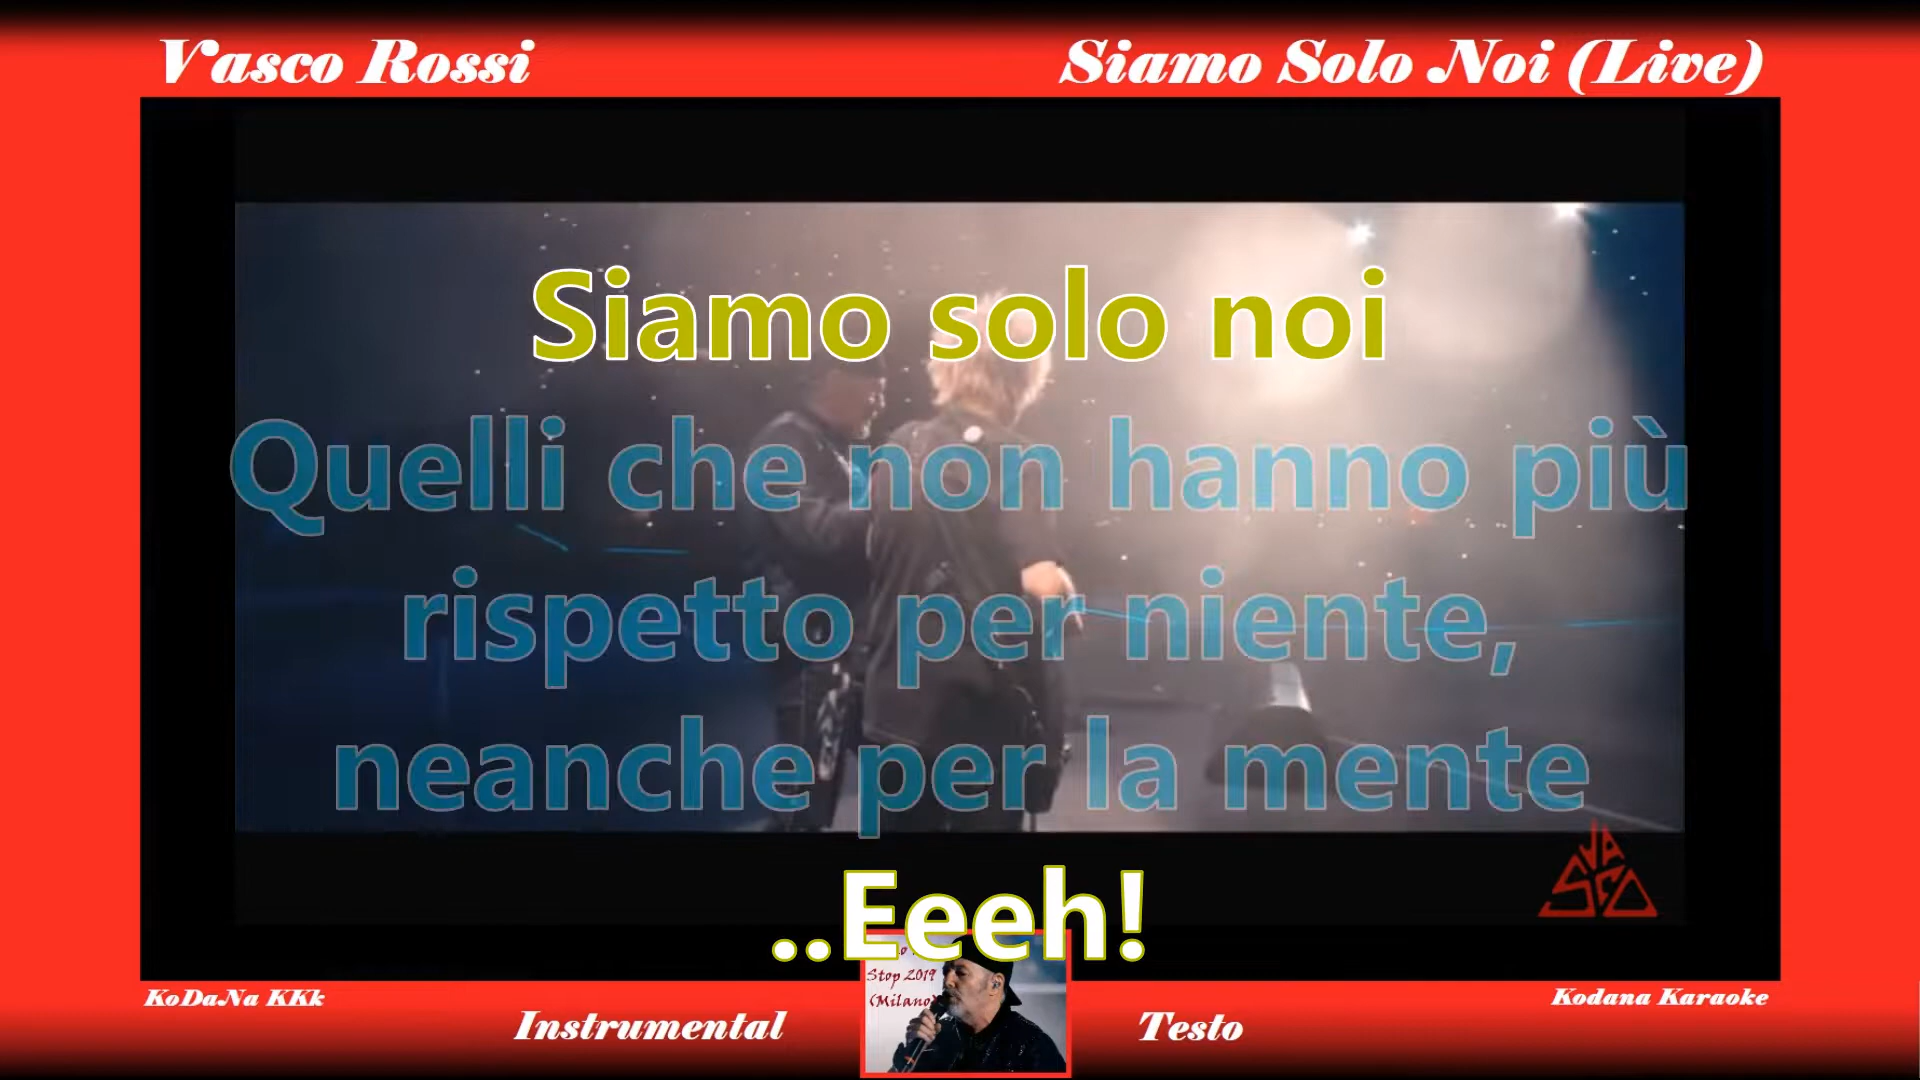 Vasco Rossi
Siamo Solo Noi (Live)
Siamo solo noi
Quelli che non hanno più
rispetto per niente,
neanche per la mente
..Eeeh!
VASCO
Stop 2019
(Milano)
KoDaNa KKk
Kodana Karaoke
Instrumental
Testo